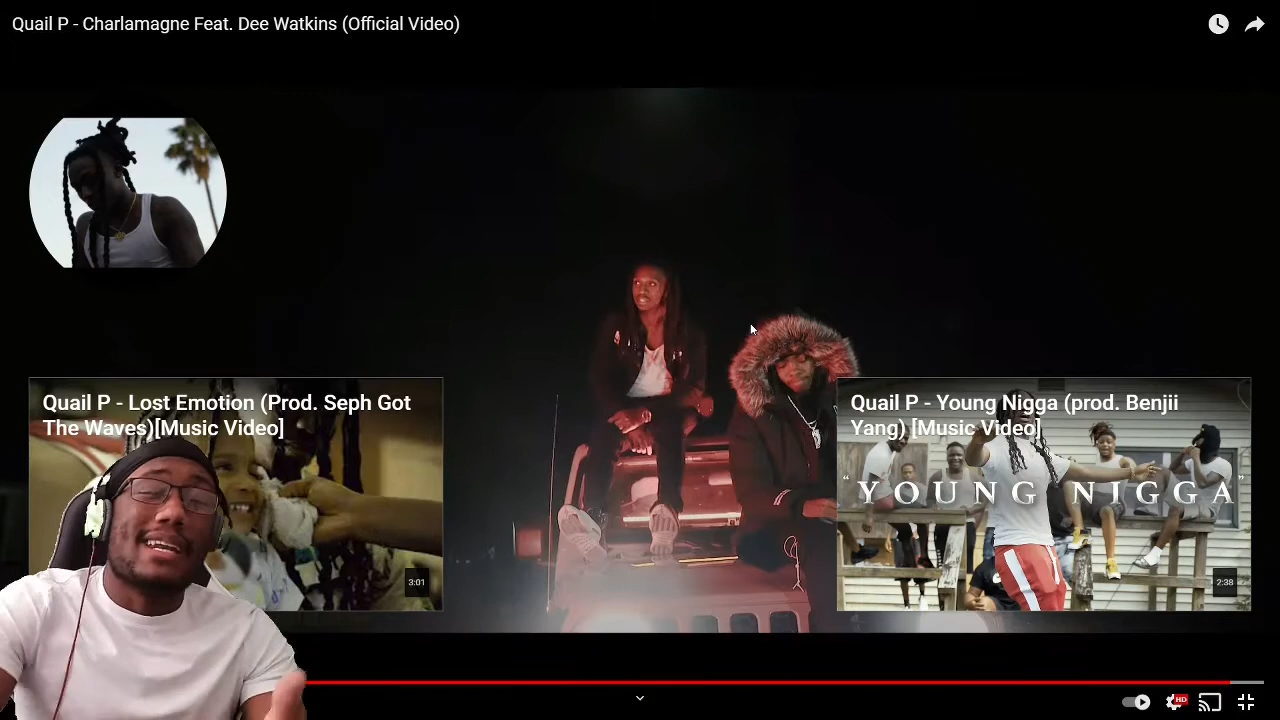 Quail P - Charlamagne Feat. Dee Watkins (Official Video)
Quail P - Lost Emotion (Prod. Seph Got
The Waves)[Music Video]
3:01
Quail P - Young Nigga (prod. Benjii
Yang) [Music Video]
“YOUNG NIGGA”
2:38
HD